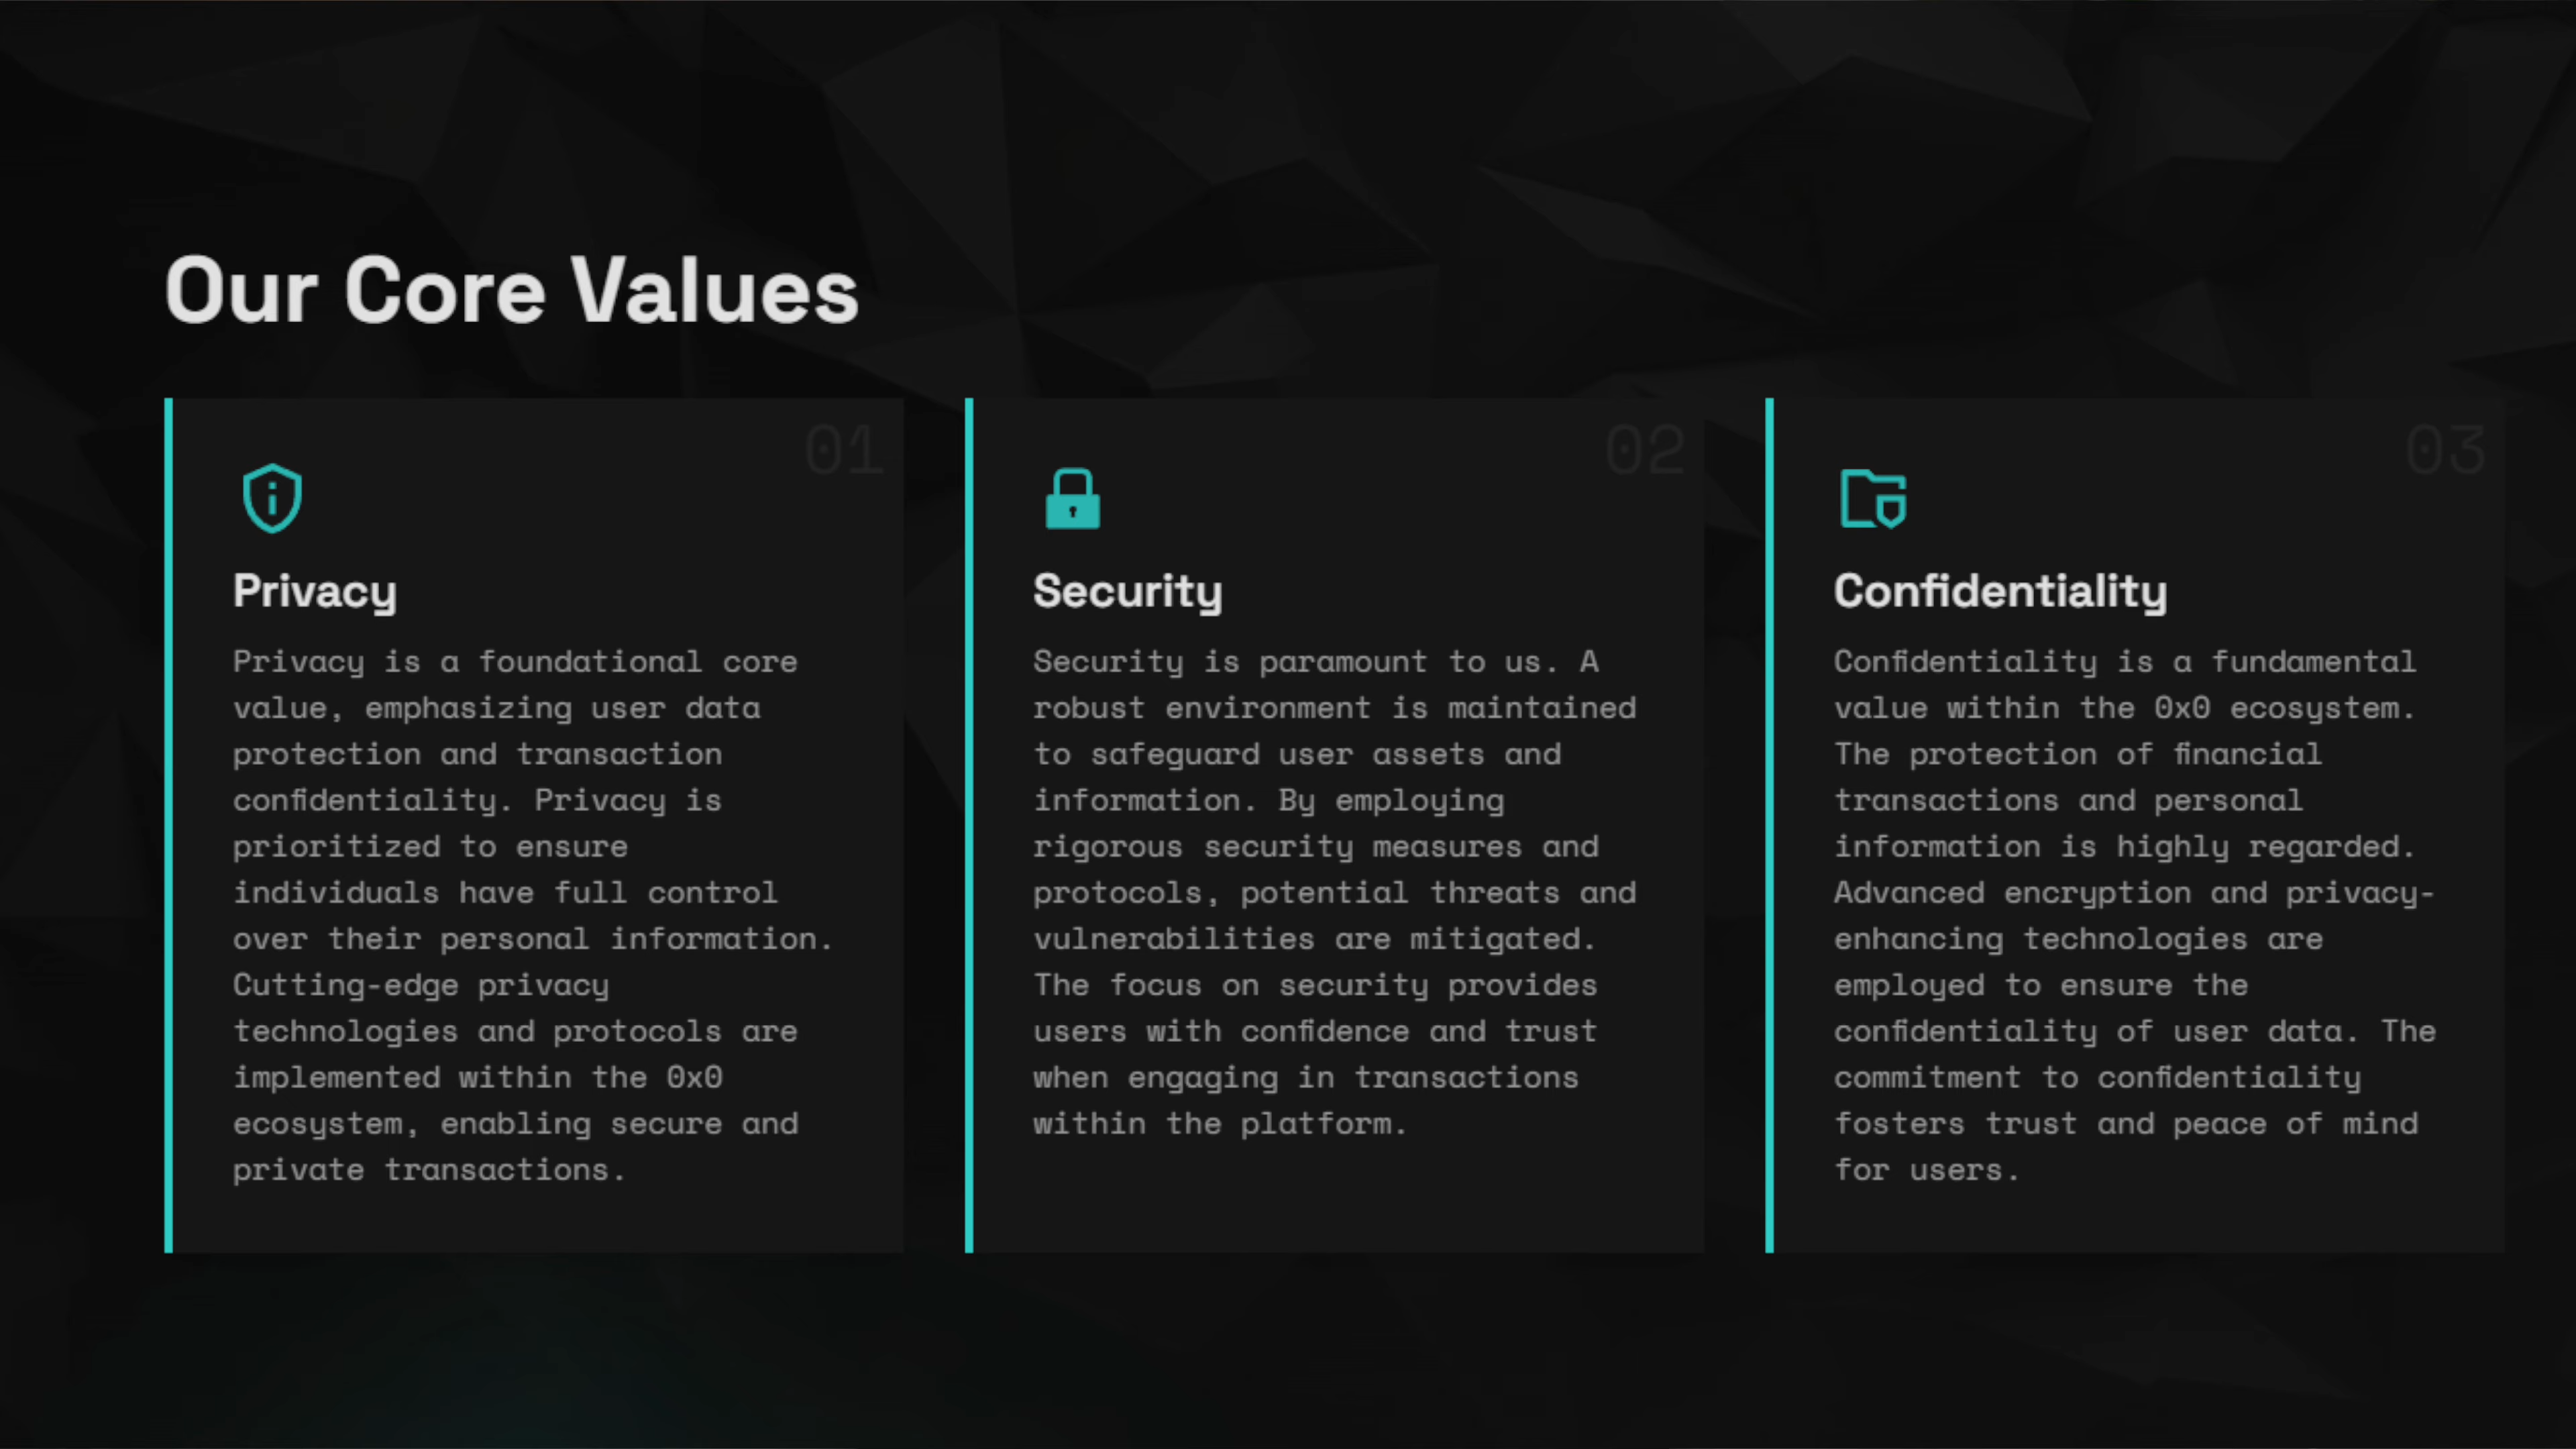 Our Core Values
01
Privacy
Privacy is a foundational core
value, emphasizing user data
protection and transaction
confidentiality. Privacy is
prioritized to ensure
individuals have full control
over their personal information.
Cutting-edge privacy
technologies and protocols are
implemented within the 0x0
ecosystem, enabling secure and
private transactions.
02
Security
Security is paramount to us. A
robust environment is maintained
to safeguard user assets and
information. By employing
rigorous security measures and
protocols, potential threats and
vulnerabilities are mitigated.
The focus on security provides
users with confidence and trust
when engaging in transactions
within the platform.
03
Confidentiality
Confidentiality is a fundamental
value within the 0x0 ecosystem.
The protection of financial
transactions and personal
information is highly regarded.
Advanced encryption and privacy-
enhancing technologies are
employed to ensure the
confidentiality of user data. The
commitment to confidentiality
fosters trust and peace of mind
for users.